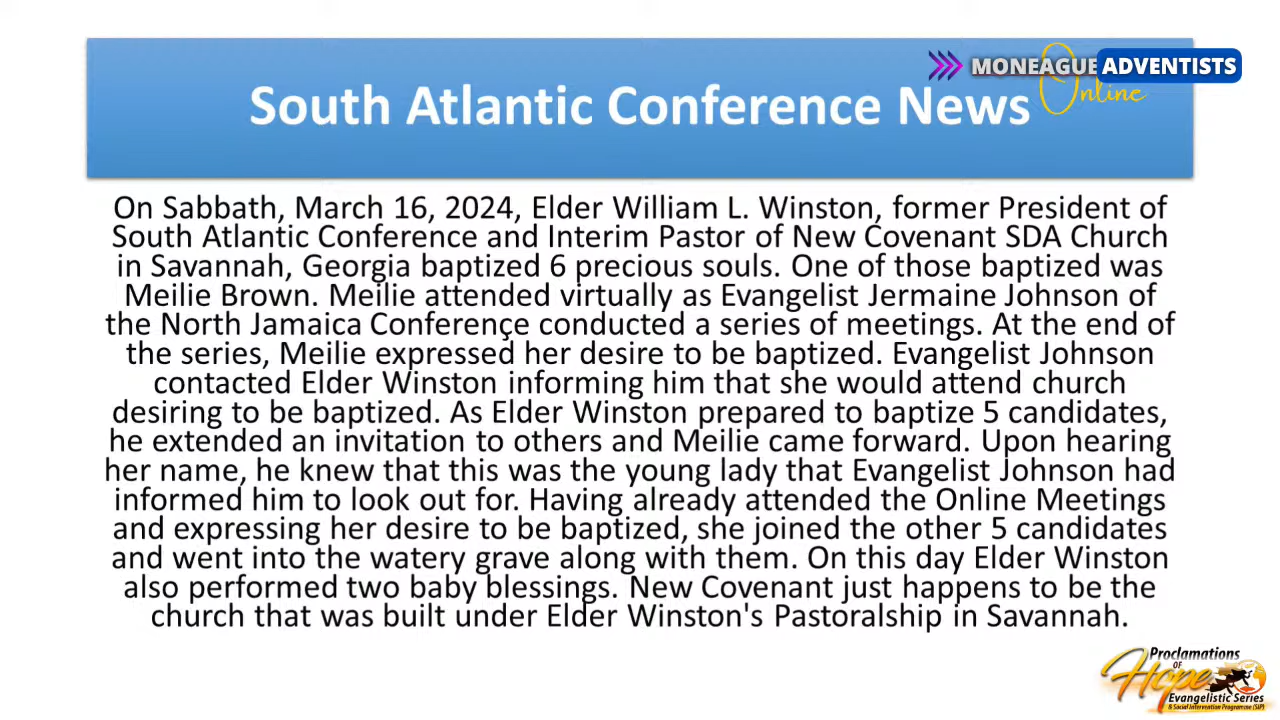 MONEAGUE ADVENTISTS
Online
South Atlantic Conference News
On Sabbath, March 16, 2024, Elder William L. Winston, former President of
South Atlantic Conference and Interim Pastor of New Covenant SDA Church
in Savannah, Georgia baptized 6 precious souls. One of those baptized was
Meilie Brown. Meilie attended virtually as Evangelist Jermaine Johnson of
the North Jamaica Conferençe conducted a series of meetings. At the end of
the series, Meilie expressed her desire to be baptized. Evangelist Johnson
contacted Elder Winston informing him that she would attend church
desiring to be baptized. As Elder Winston prepared to baptize 5 candidates,
he extended an invitation to others and Meilie came forward. Upon hearing
her name, he knew that this was the young lady that Evangelist Johnson had
informed him to look out for. Having already attended the Online Meetings
and expressing her desire to be baptized, she joined the other 5 candidates
and went into the watery grave along with them. On this day Elder Winston
also performed two baby blessings. New Covenant just happens to be the
church that was built under Elder Winston's Pastoralship in Savannah.
Proclamations
OF
Hope
Evangelistic Series
& Social Intervention Programme (SIP)